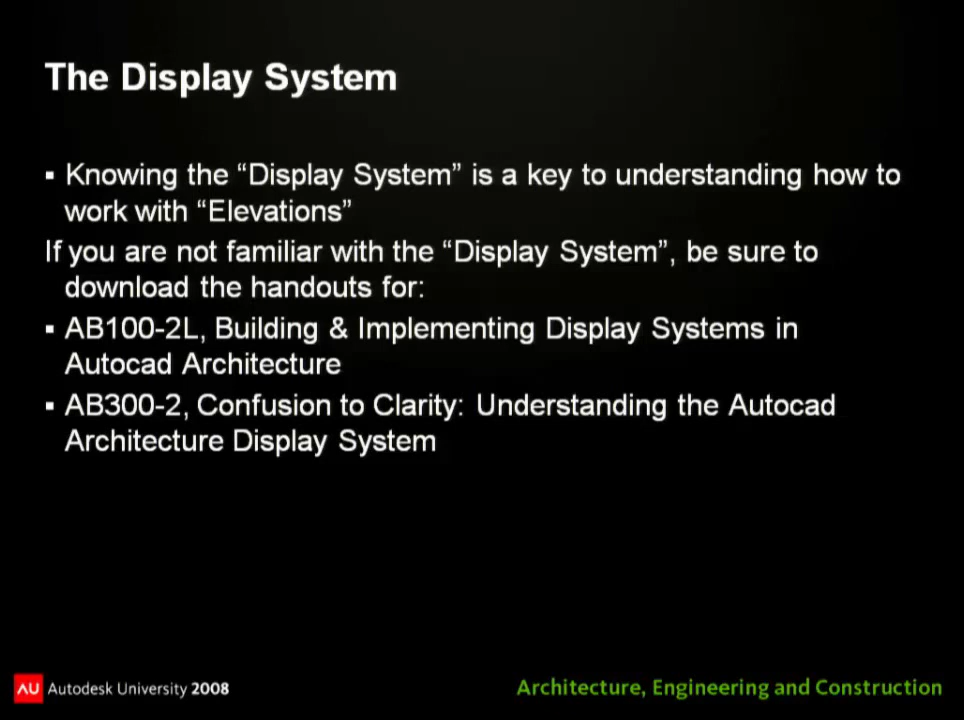 The Display System
▪ Knowing the “Display System” is a key to understanding how to
work with “Elevations”
If you are not familiar with the “Display System”, be sure to
download the handouts for:
▪ AB100-2L, Building & Implementing Display Systems in
Autocad Architecture
▪ AB300-2, Confusion to Clarity: Understanding the Autocad
Architecture Display System
AU Autodesk University 2008
Architecture, Engineering and Construction